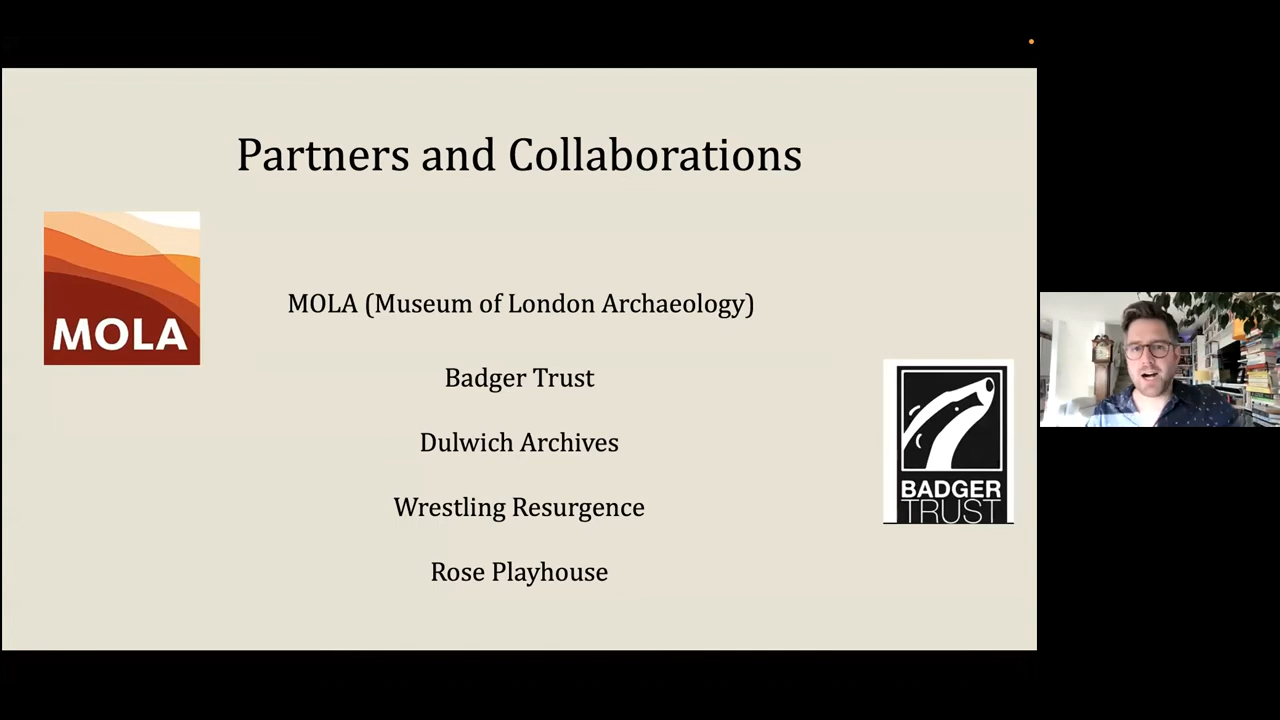 Partners and Collaborations
MOLA
MOLA (Museum of London Archaeology)
Badger Trust
Dulwich Archives
Wrestling Resurgence
Rose Playhouse
BADGER
TRUST